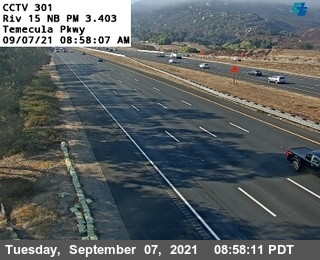 CCTV 301
Riv 15 NB PM 3.403
Temecula Pkwy
09/07/21 08:58:07 AM
Tuesday, September 07, 2021 08:58:11 PDT